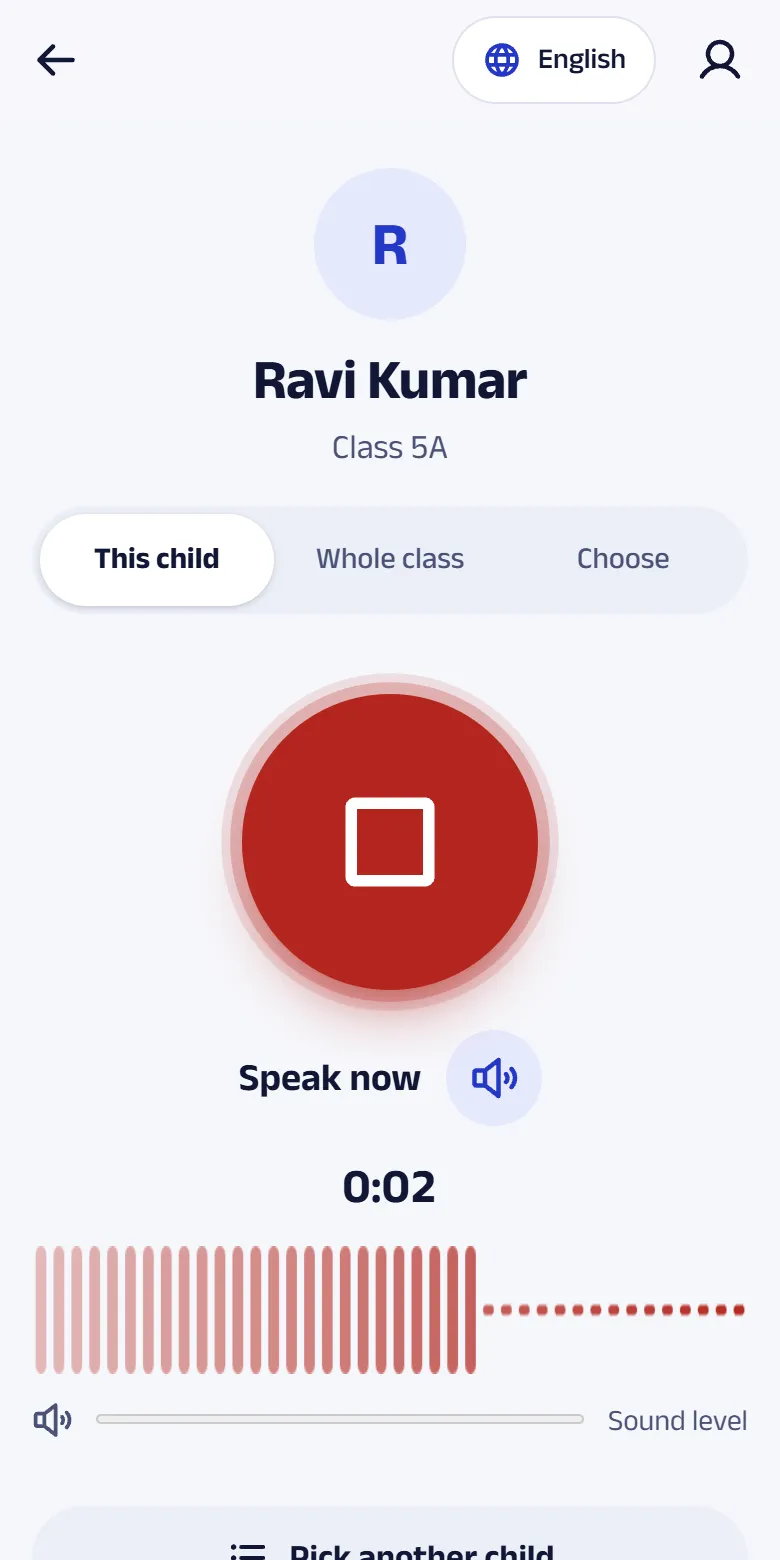 English
R
Ravi Kumar
Class 5A
This child Whole class Choose
Speak now
0:02
Sound level
Pick another child